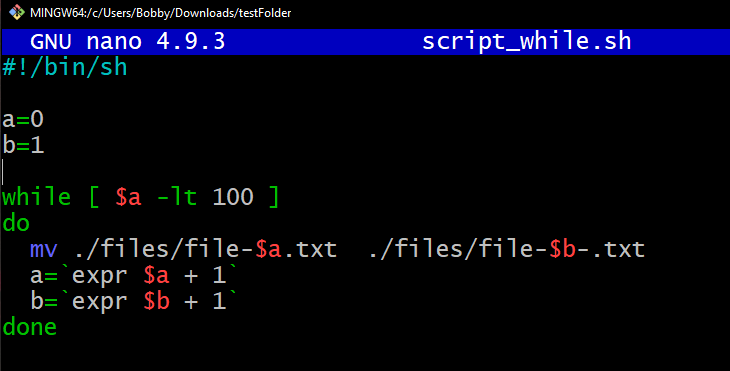 MINGW64:/c/Users/Bobby/Downloads/testFolder
GNU nano 4.9.3 script_while.sh
#!/bin/sh
a=0
b=1
while [ $a -lt 100 ]
do
mv ./files/file-$a.txt ./files/file-$b-.txt
a=`expr $a + 1`
b=`expr $b + 1`
done